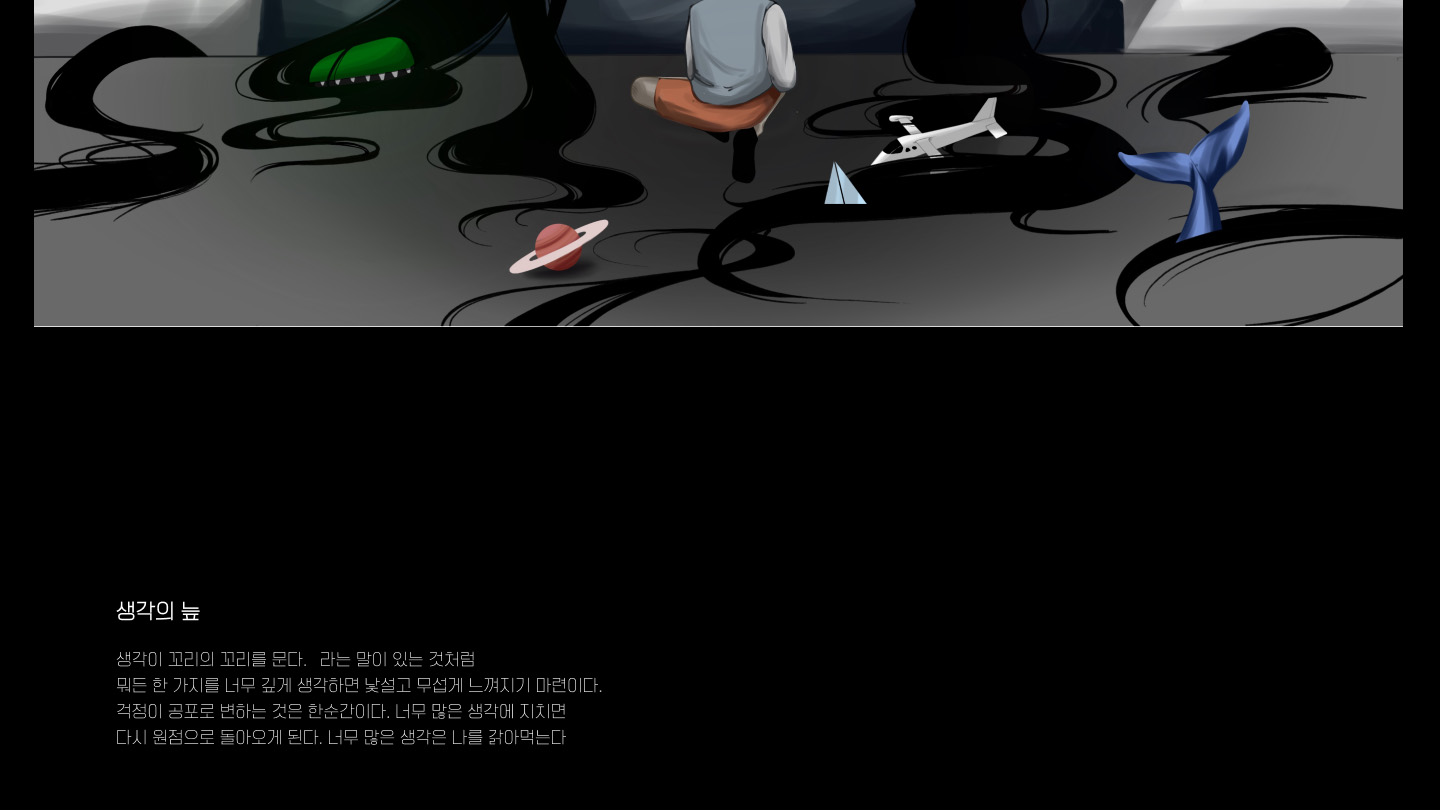 생각의 늪
생각이 꼬리의 꼬리를 문다. 라는 말이 있는 것처럼
뭐든 한 가지를 너무 깊게 생각하면 낯설고 무섭게 느껴지기 마련이다.
걱정이 공포로 변하는 것은 한순간이다. 너무 많은 생각에 지치면
다시 원점으로 돌아오게 된다. 너무 많은 생각은 나를 갉아먹는다